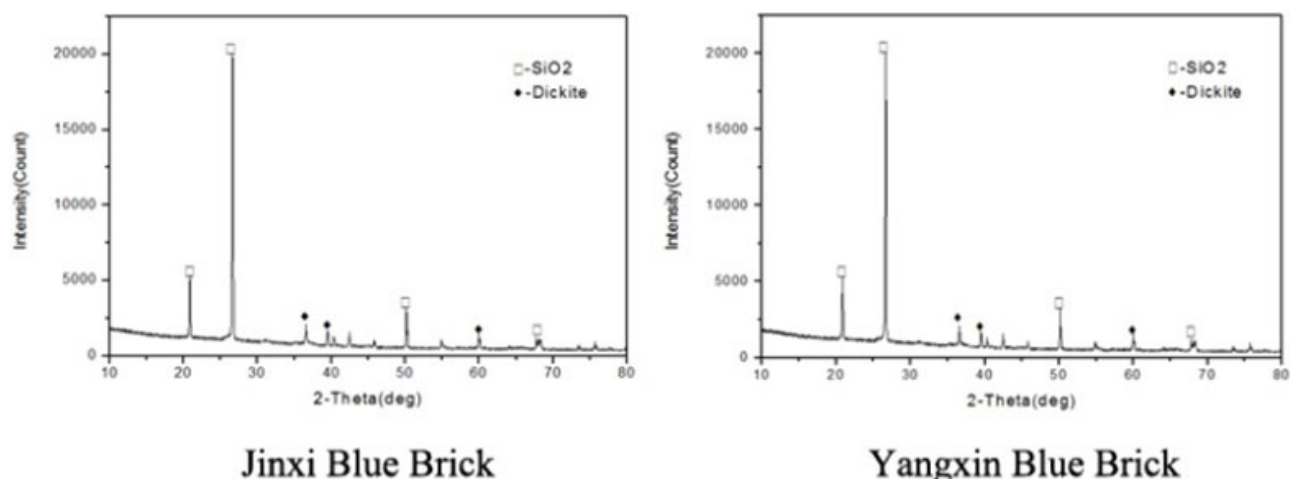 20000
15000
10000
5000
0
10 20 30 40 50 60 70 80
Intensity(Count)
2-Theta(deg)
□-SiO2
♦-Dickite
Jinxi Blue Brick
20000
15000
10000
5000
0
10 20 30 40 50 60 70 80
Intensity(Count)
2-Theta(deg)
□-SiO2
♦-Dickite
Yangxin Blue Brick